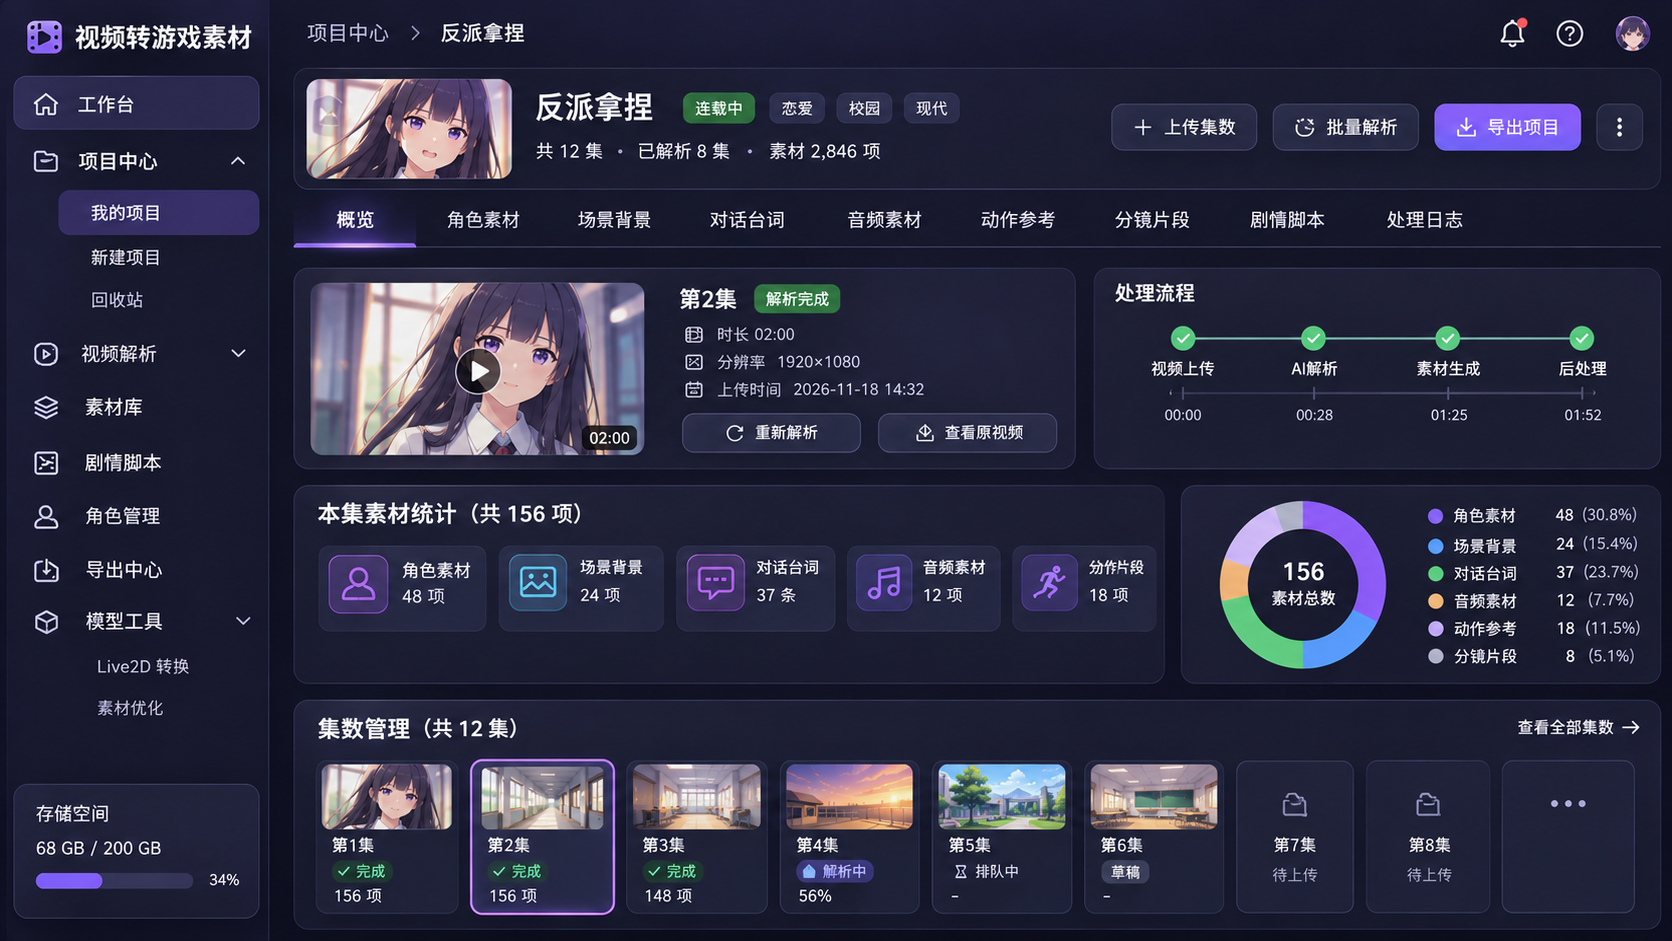 视频转游戏素材
工作台
项目中心
我的项目
新建项目
回收站
视频解析
素材库
剧情脚本
角色管理
导出中心
模型工具
Live2D 转换
素材优化
存储空间
68 GB / 200 GB
34%
项目中心 > 反派拿捏
反派拿捏 连载中 恋爱 校园 现代
共 12 集 • 已解析 8 集 • 素材 2,846 项
上传集数 批量解析 导出项目
概览 角色素材 场景背景 对话台词 音频素材 动作参考 分镜片段 剧情脚本 处理日志
02:00
第2集 解析完成
时长 02:00
分辨率 1920×1080
上传时间 2026-11-18 14:32
重新解析 查看原视频
处理流程
视频上传 AI解析 素材生成 后处理
00:00 00:28 01:25 01:52
本集素材统计（共 156 项）
角色素材
48 项
场景背景
24 项
对话台词
37 条
音频素材
12 项
分作片段
18 项
156
素材总数
角色素材 48 (30.8%)
场景背景 24 (15.4%)
对话台词 37 (23.7%)
音频素材 12 (7.7%)
动作参考 18 (11.5%)
分镜片段 8 (5.1%)
集数管理（共 12 集）
查看全部集数 →
第1集
完成
156 项
第2集
完成
156 项
第3集
完成
148 项
第4集
解析中
56%
第5集
排队中
–
第6集
草稿
–
第7集
待上传
第8集
待上传